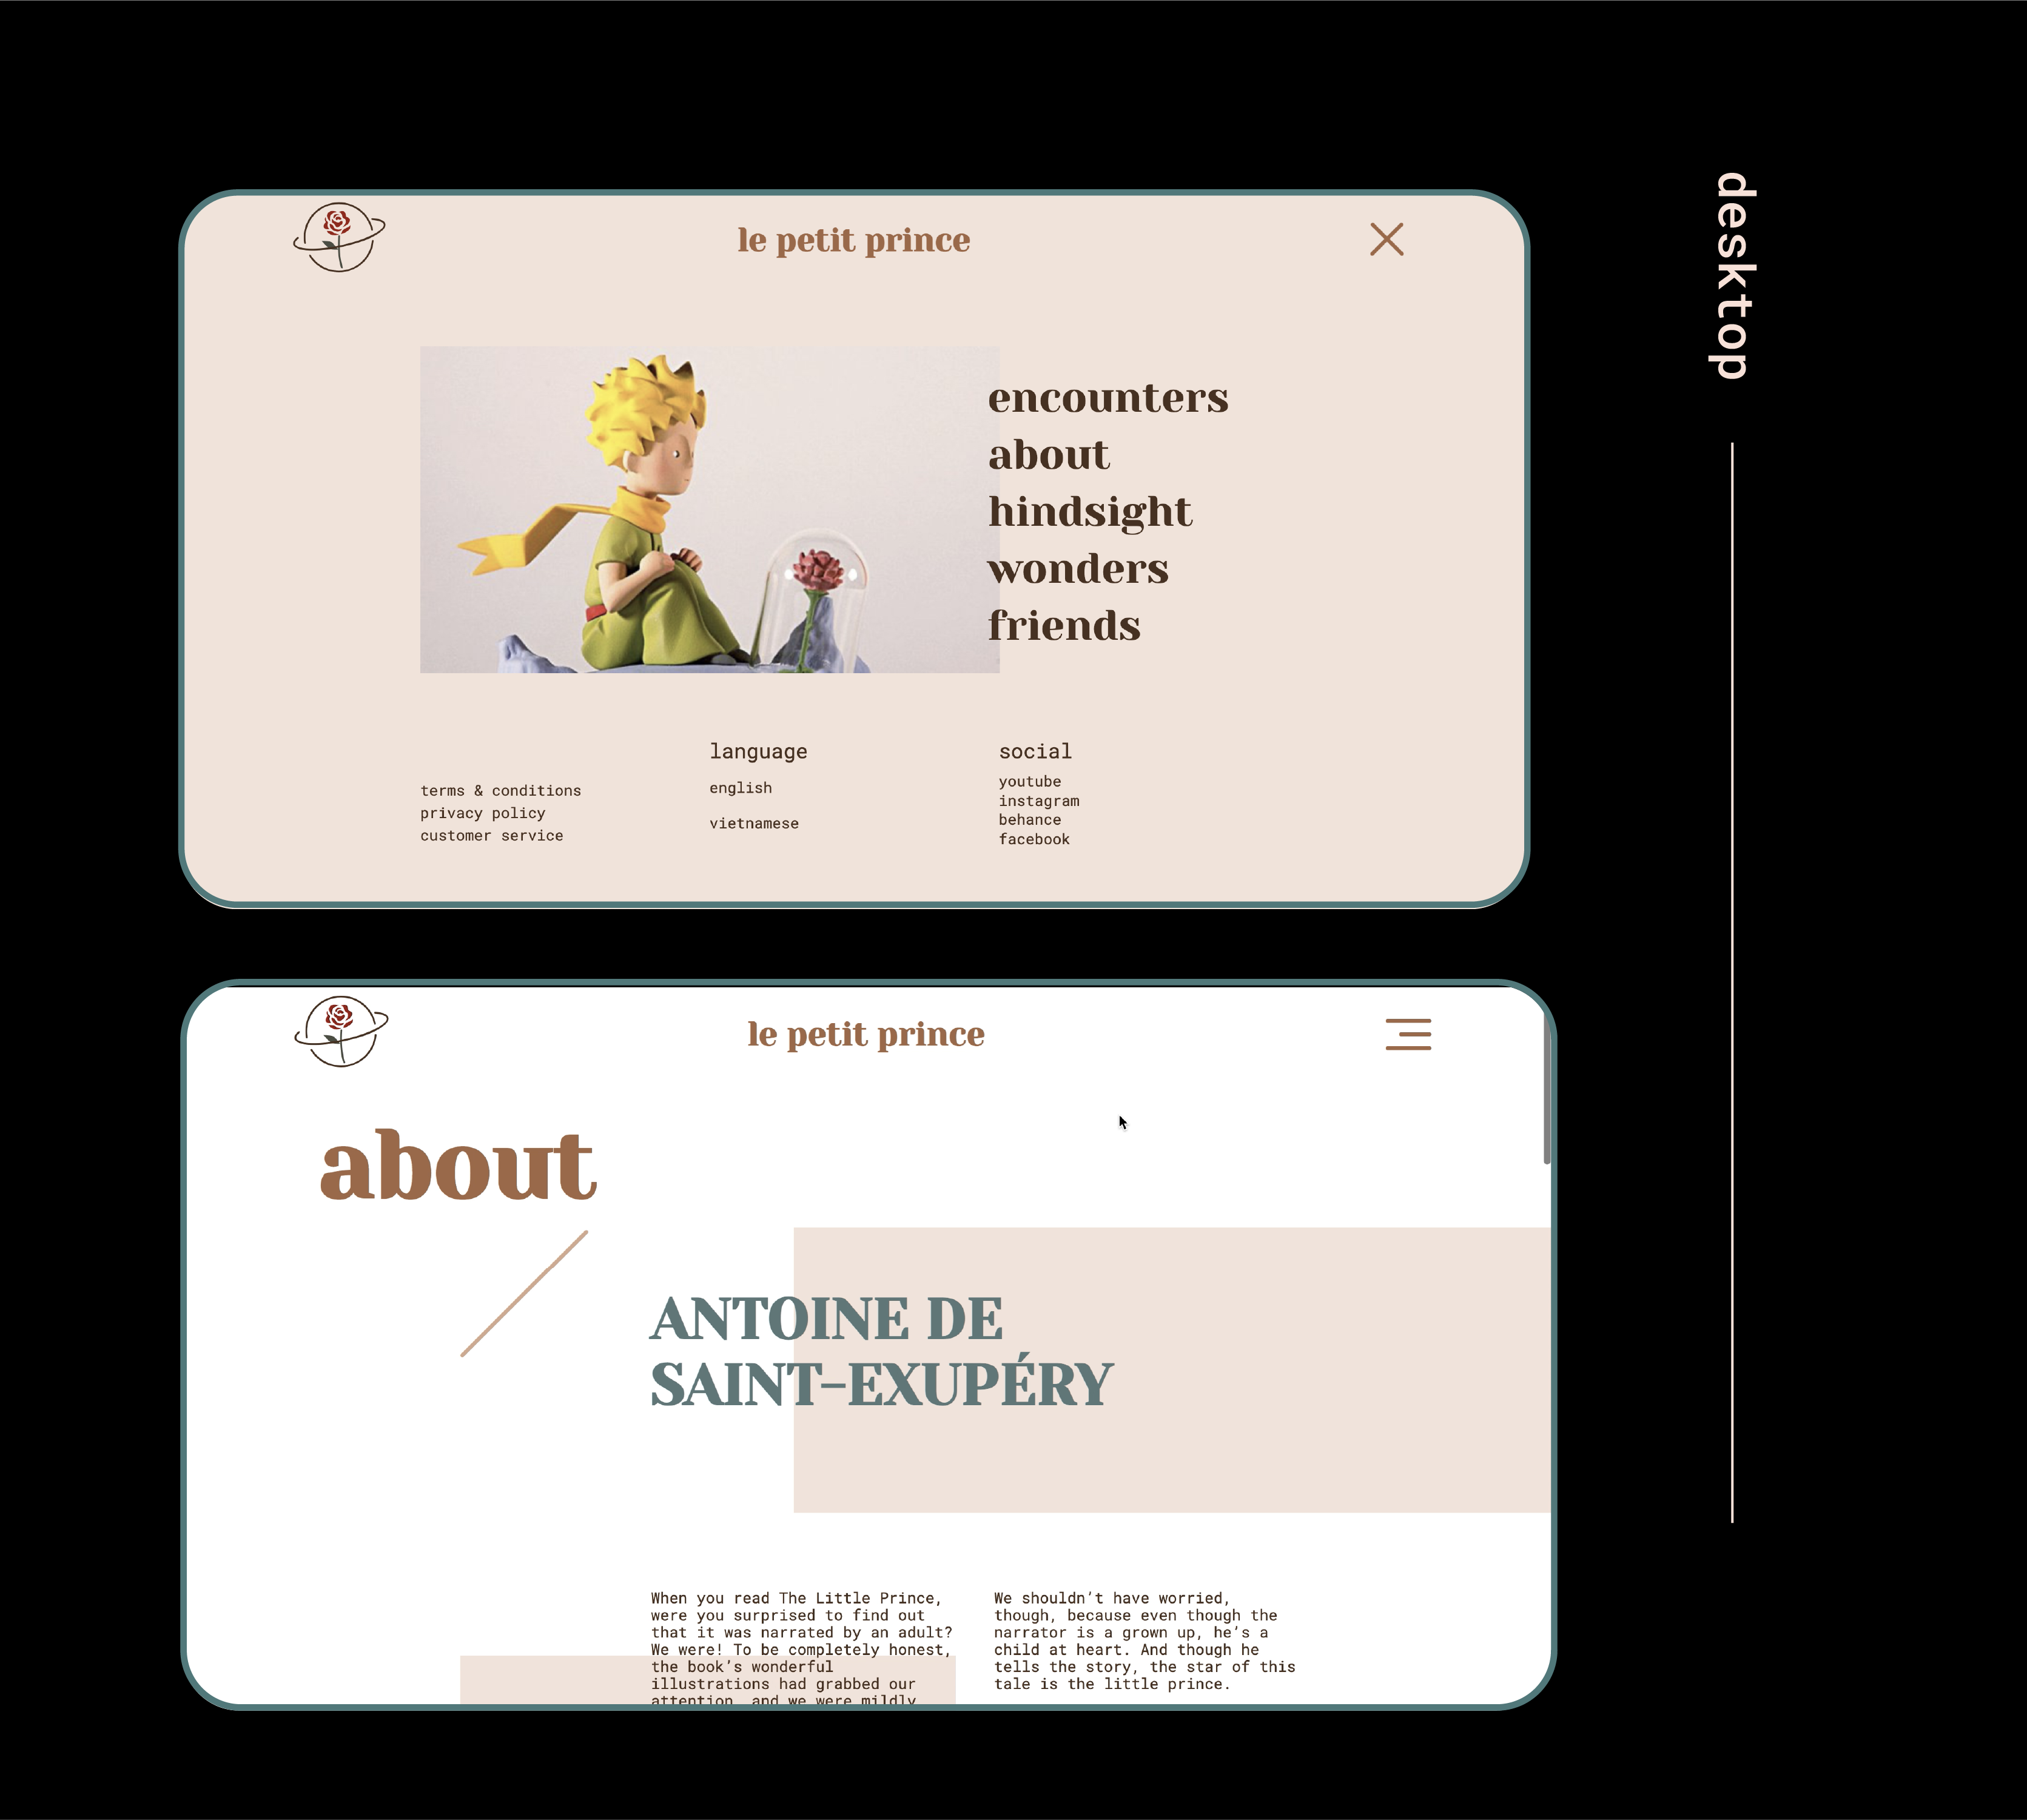 desktop
le petit prince
encounters
about
hindsight
wonders
friends
terms & conditions
privacy policy
customer service
language
english
vietnamese
social
youtube
instagram
behance
facebook
le petit prince
about
ANTOINE DE
SAINT-EXUPÉRY
When you read The Little Prince,
were you surprised to find out
that it was narrated by an adult?
We were! To be completely honest,
the book’s wonderful
illustrations had grabbed our
attention, and we were mildly
We shouldn’t have worried,
though, because even though the
narrator is a grown up, he’s a
child at heart. And though he
tells the story, the star of this
tale is the little prince.